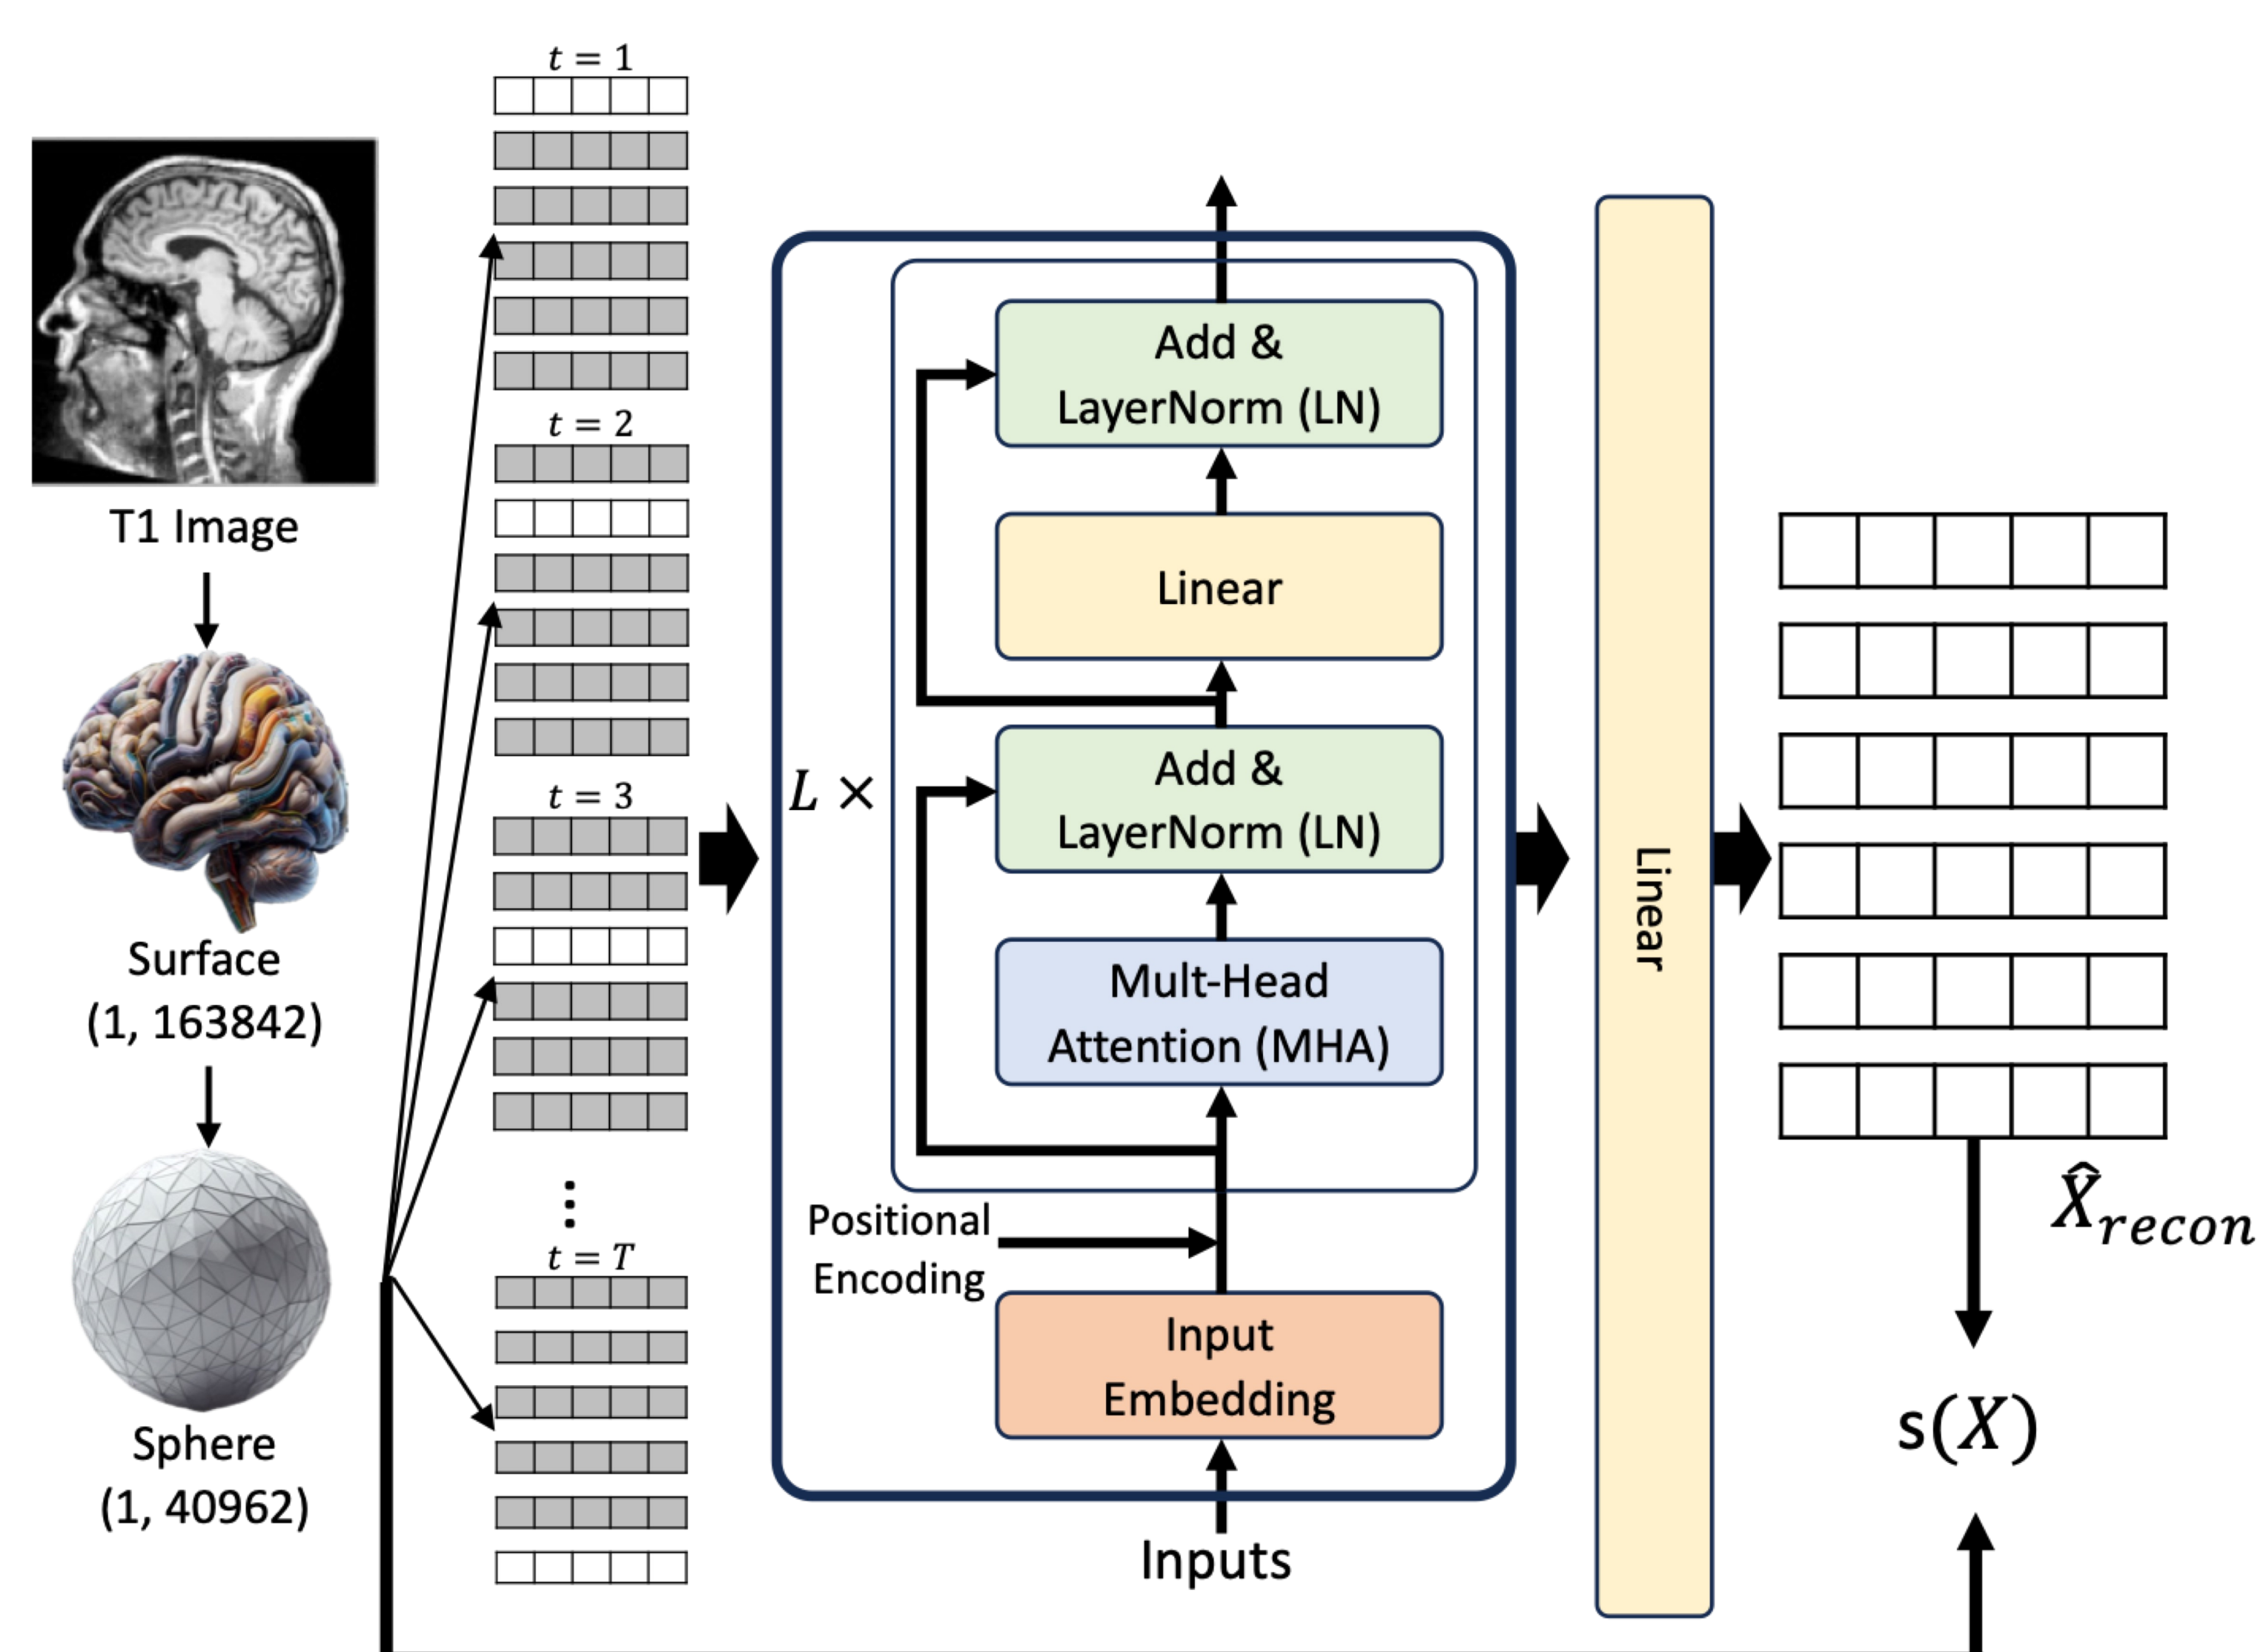 T1 Image
Surface
(1, 163842)
Sphere
(1, 40962)
t = 1
t = 2
t = 3
⋮
t = T
L ×
Add &
LayerNorm (LN)
Linear
Add &
LayerNorm (LN)
Mult-Head
Attention (MHA)
Positional
Encoding
Input
Embedding
Inputs
Linear
X̂recon
s(X)